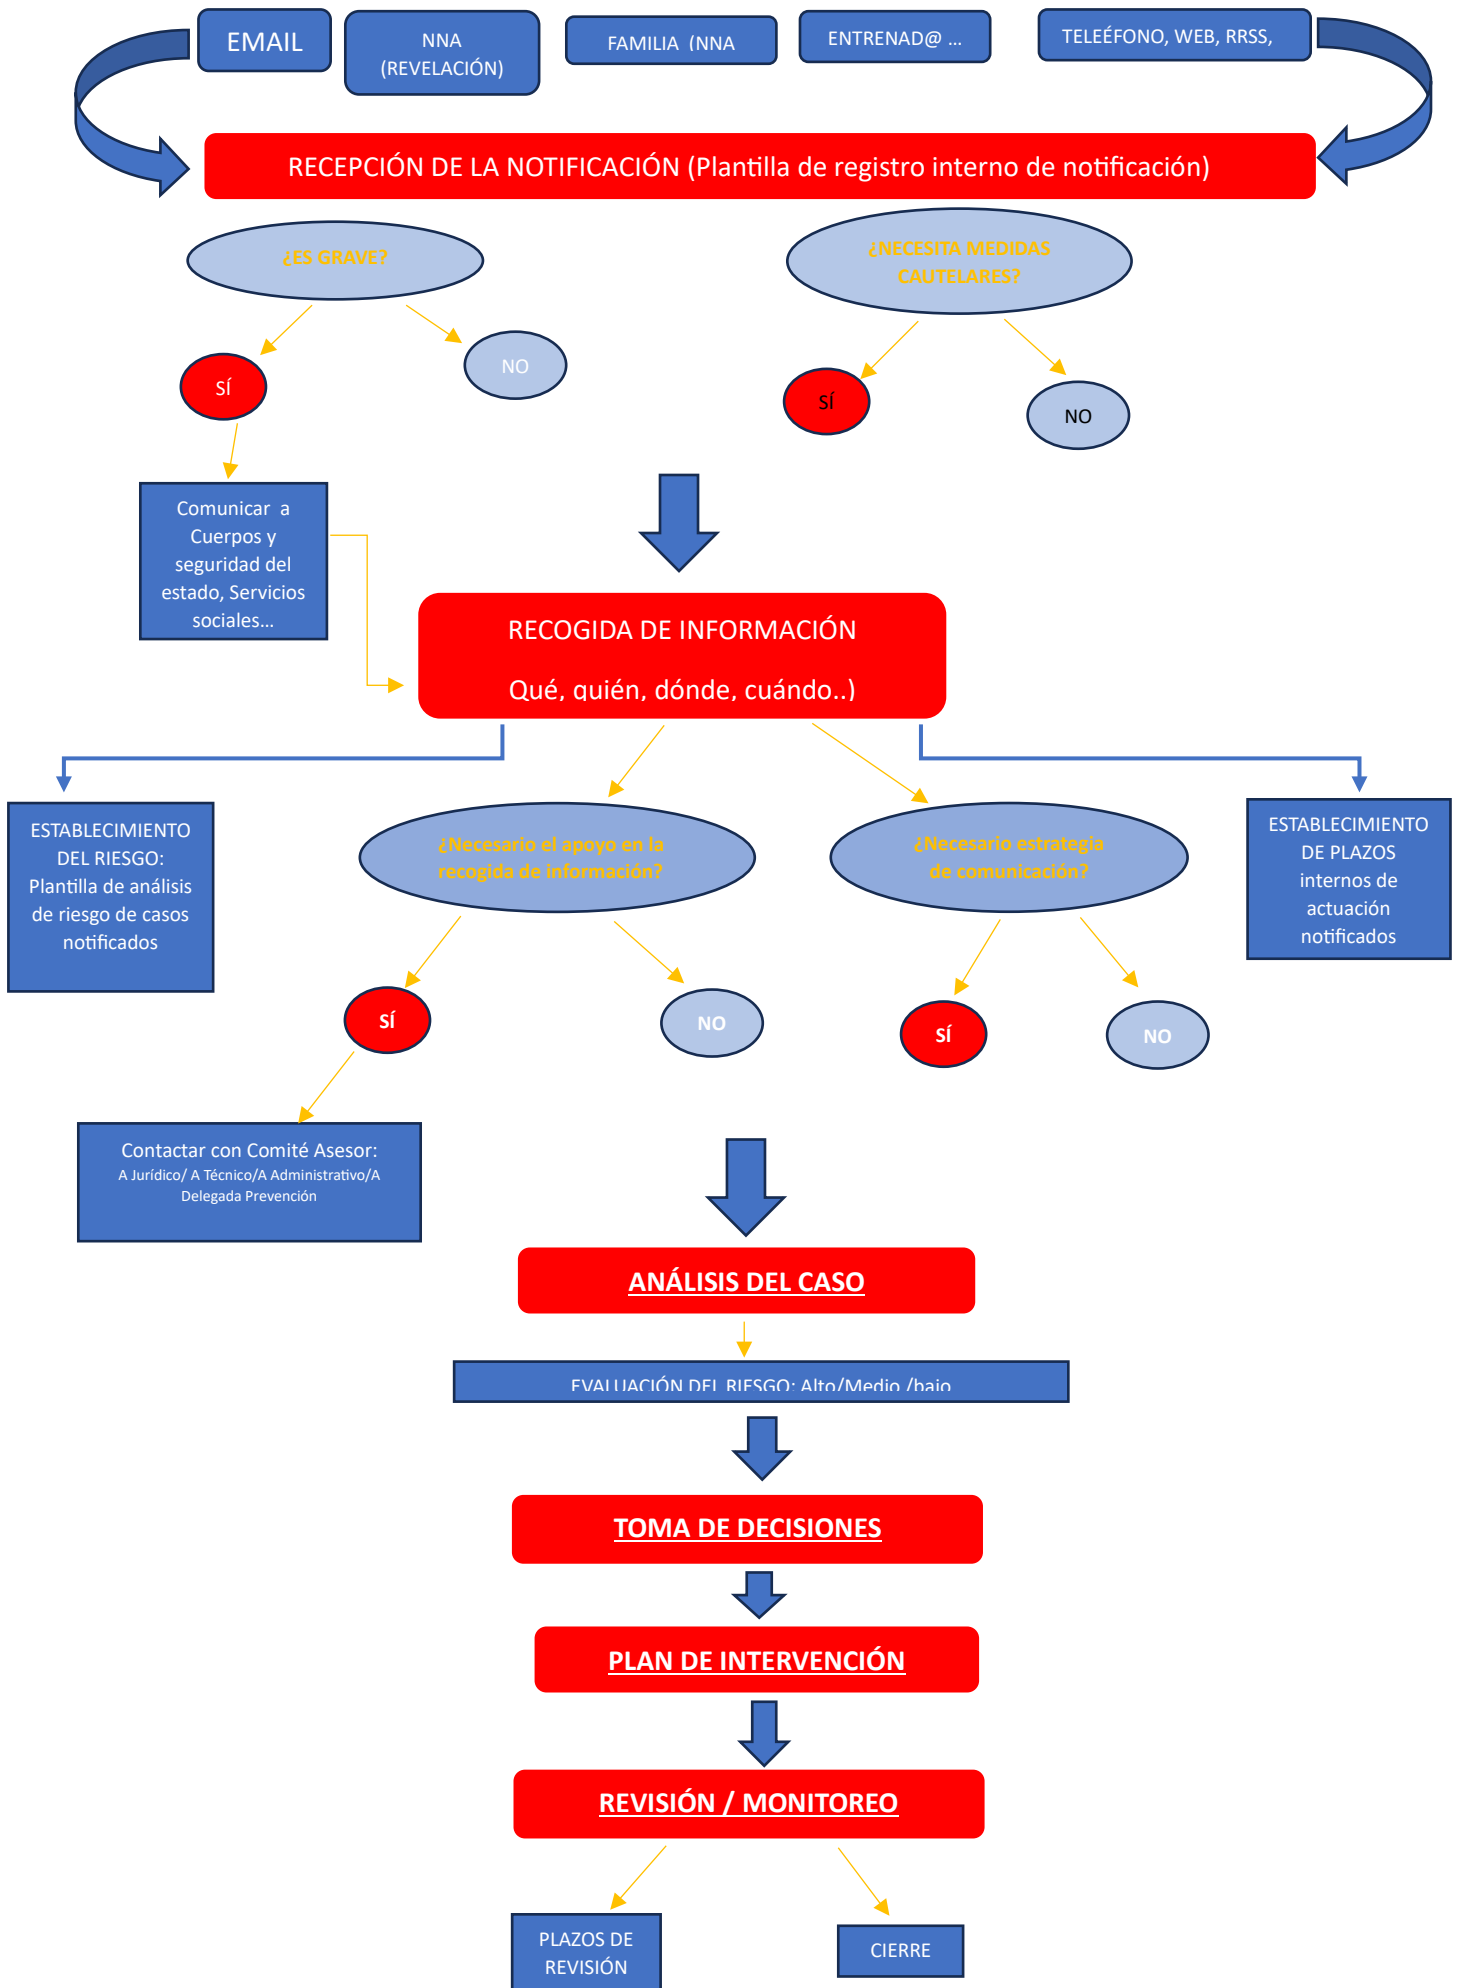 EMAIL
NNA
(REVELACIÓN)
FAMILIA  (NNA
ENTRENAD@ ...
TELEÉFONO, WEB, RRSS,
RECEPCIÓN DE LA NOTIFICACIÓN (Plantilla de registro interno de notificación)
¿ES GRAVE?
¿NECESITA MEDIDAS
CAUTELARES?
SÍ
NO
SÍ
NO
Comunicar  a
Cuerpos y
seguridad del
estado, Servicios
sociales...
RECOGIDA DE INFORMACIÓN
Qué, quién, dónde, cuándo..)
ESTABLECIMIENTO
DEL RIESGO:
Plantilla de análisis
de riesgo de casos
notificados
¿Necesario el apoyo en la
recogida de información?
¿Necesario estrategia
de comunicación?
ESTABLECIMIENTO
DE PLAZOS
internos de
actuación
notificados
SÍ
NO
SÍ
NO
Contactar con Comité Asesor:
A Jurídico/ A Técnico/A Administrativo/A
Delegada Prevención
ANÁLISIS DEL CASO
EVALUACIÓN DEL RIESGO: Alto/Medio /bajo
TOMA DE DECISIONES
PLAN DE INTERVENCIÓN
REVISIÓN / MONITOREO
PLAZOS DE
REVISIÓN
CIERRE